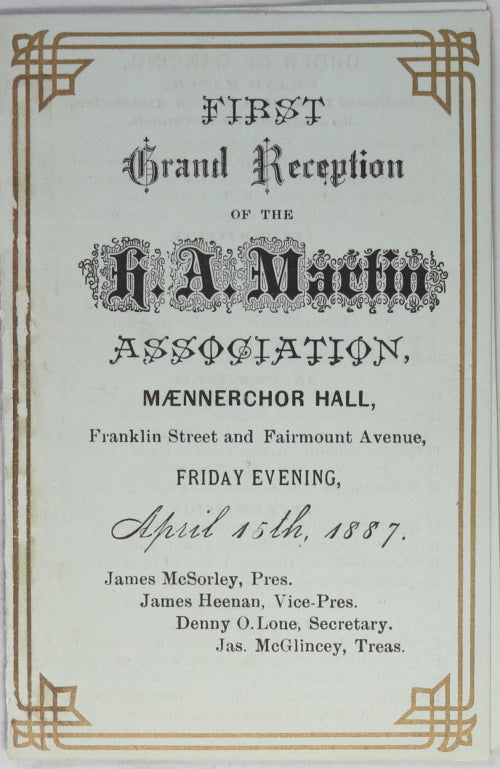 FIRST
Grand Reception
OF THE
H. A. Martin
ASSOCIATION,
MÆNNERCHOR HALL,
Franklin Street and Fairmount Avenue,
FRIDAY EVENING,
April 15th, 1887.
James McSorley, Pres.
James Heenan, Vice-Pres.
Denny O. Lone, Secretary.
Jas. McGlincey, Treas.